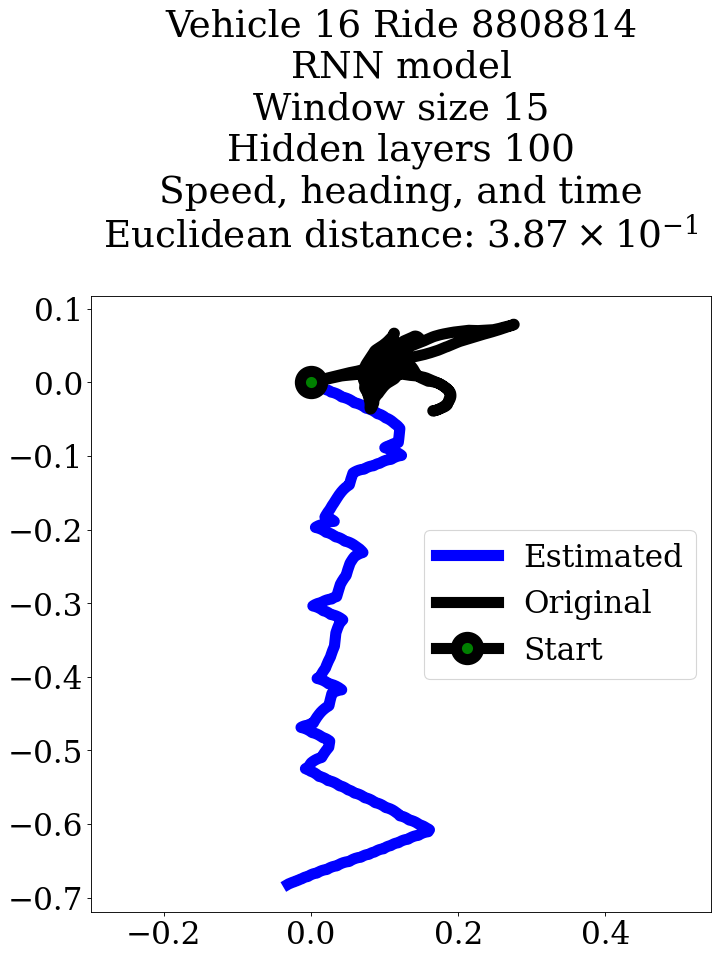 Vehicle 16 Ride 8808814
RNN model
Window size 15
Hidden layers 100
Speed, heading, and time
Euclidean distance: 3.87 × 10⁻¹
0.1
0.0
−0.1
−0.2
−0.3
−0.4
−0.5
−0.6
−0.7
Estimated
Original
Start
−0.2 0.0 0.2 0.4